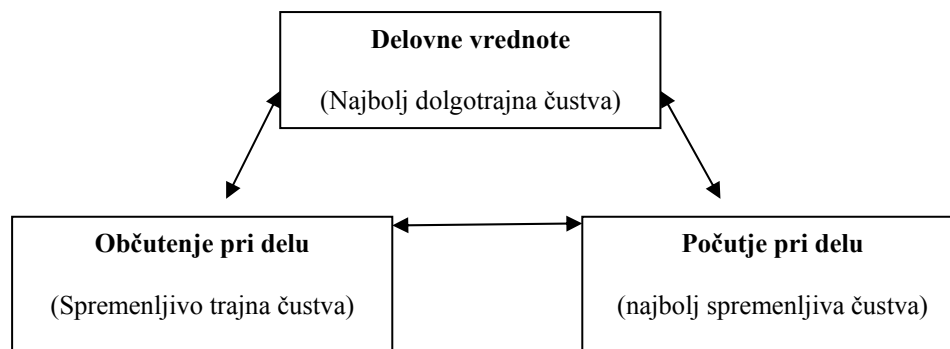 Delovne vrednote
(Najbolj dolgotrajna čustva)
Občutenje pri delu
(Spremenljivo trajna čustva)
Počutje pri delu
(najbolj spremenljiva čustva)